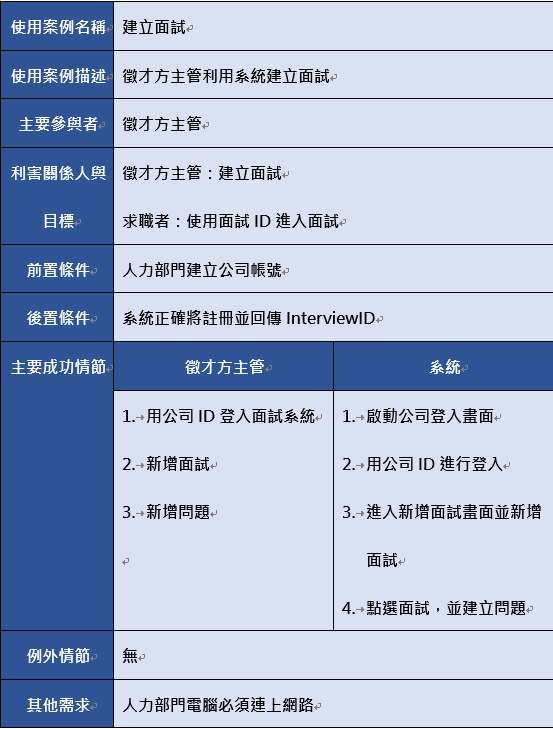 使用案例名稱 建立面試
使用案例描述 徵才方主管利用系統建立面試
主要參與者 徵才方主管
利害關係人與目標 徵才方主管：建立面試
求職者：使用面試 ID 進入面試
前置條件 人力部門建立公司帳號
後置條件 系統正確將註冊並回傳 InterviewID
主要成功情節 徵才方主管 系統
1. 用公司 ID 登入面試系統
2. 新增面試
3. 新增問題
1. 啟動公司登入畫面
2. 用公司 ID 進行登入
3. 進入新增面試畫面並新增
面試
4. 點選面試，並建立問題
例外情節 無
其他需求 人力部門電腦必須連上網路